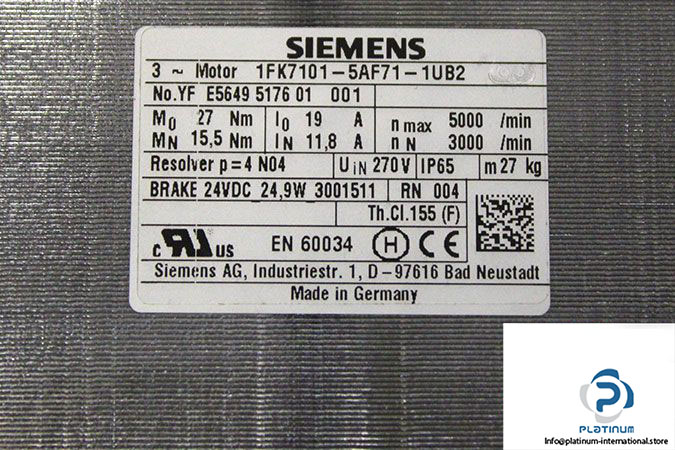 SIEMENS
3 ~ Motor 1FK7101-5AF71-1UB2
No.YF E5649 5176 01 001
M0 27 Nm I0 19 A n max 5000 /min
MN 15,5 Nm IN 11,8 A n N 3000 /min
Resolver p=4 N04 UiN 270V IP65 m 27 kg
BRAKE 24VDC 24,9W 3001511 RN 004
Th.Cl.155 (F)
c RU US EN 60034 H CE
Siemens AG, Industriestr. 1, D-97616 Bad Neustadt
Made in Germany
PLATINUM
Info@platinum-international.store